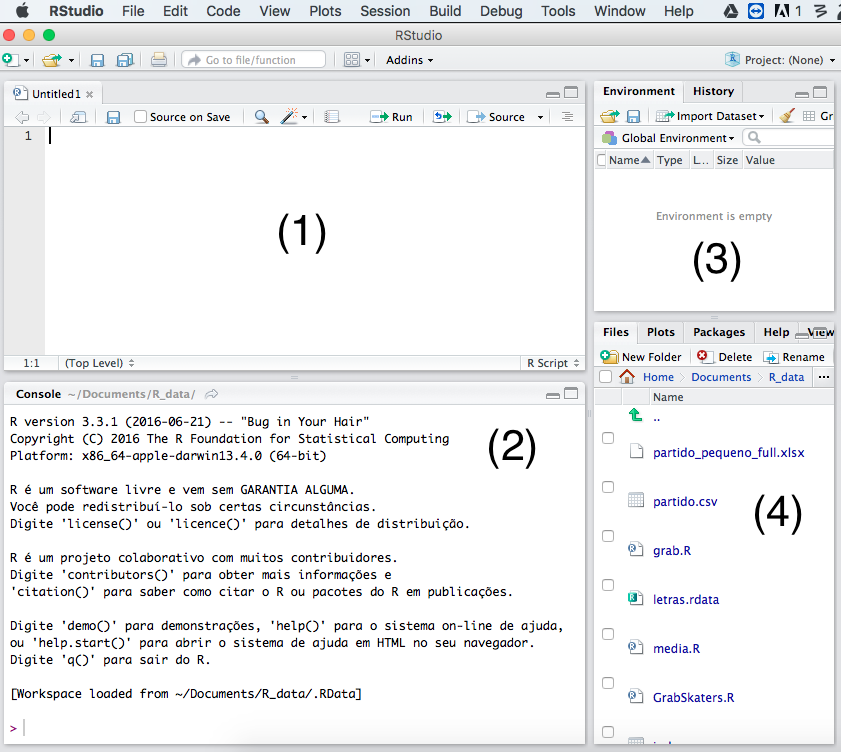 RStudio File Edit Code View Plots Session Build Debug Tools Window Help 1
RStudio
Go to file/function Addins Project: (None)
Untitled1
Source on Save Run Source
1
(1)
1:1 (Top Level) R Script
Console ~/Documents/R_data/
R version 3.3.1 (2016-06-21) -- "Bug in Your Hair"
Copyright (C) 2016 The R Foundation for Statistical Computing
Platform: x86_64-apple-darwin13.4.0 (64-bit)
(2)
R é um software livre e vem sem GARANTIA ALGUMA.
Você pode redistribuí-lo sob certas circunstâncias.
Digite 'license()' ou 'licence()' para detalhes de distribuição.
R é um projeto colaborativo com muitos contribuidores.
Digite 'contributors()' para obter mais informações e
'citation()' para saber como citar o R ou pacotes do R em publicações.
Digite 'demo()' para demonstrações, 'help()' para o sistema on-line de ajuda,
ou 'help.start()' para abrir o sistema de ajuda em HTML no seu navegador.
Digite 'q()' para sair do R.
[Workspace loaded from ~/Documents/R_data/.RData]
>
Environment History
Import Dataset Gr
Global Environment
Name Type L... Size Value
Environment is empty
(3)
Files Plots Packages Help View
New Folder Delete Rename
Home Documents R_data ...
Name
..
partido_pequeno_full.xlsx
partido.csv
(4)
grab.R
letras.rdata
media.R
GrabSkaters.R